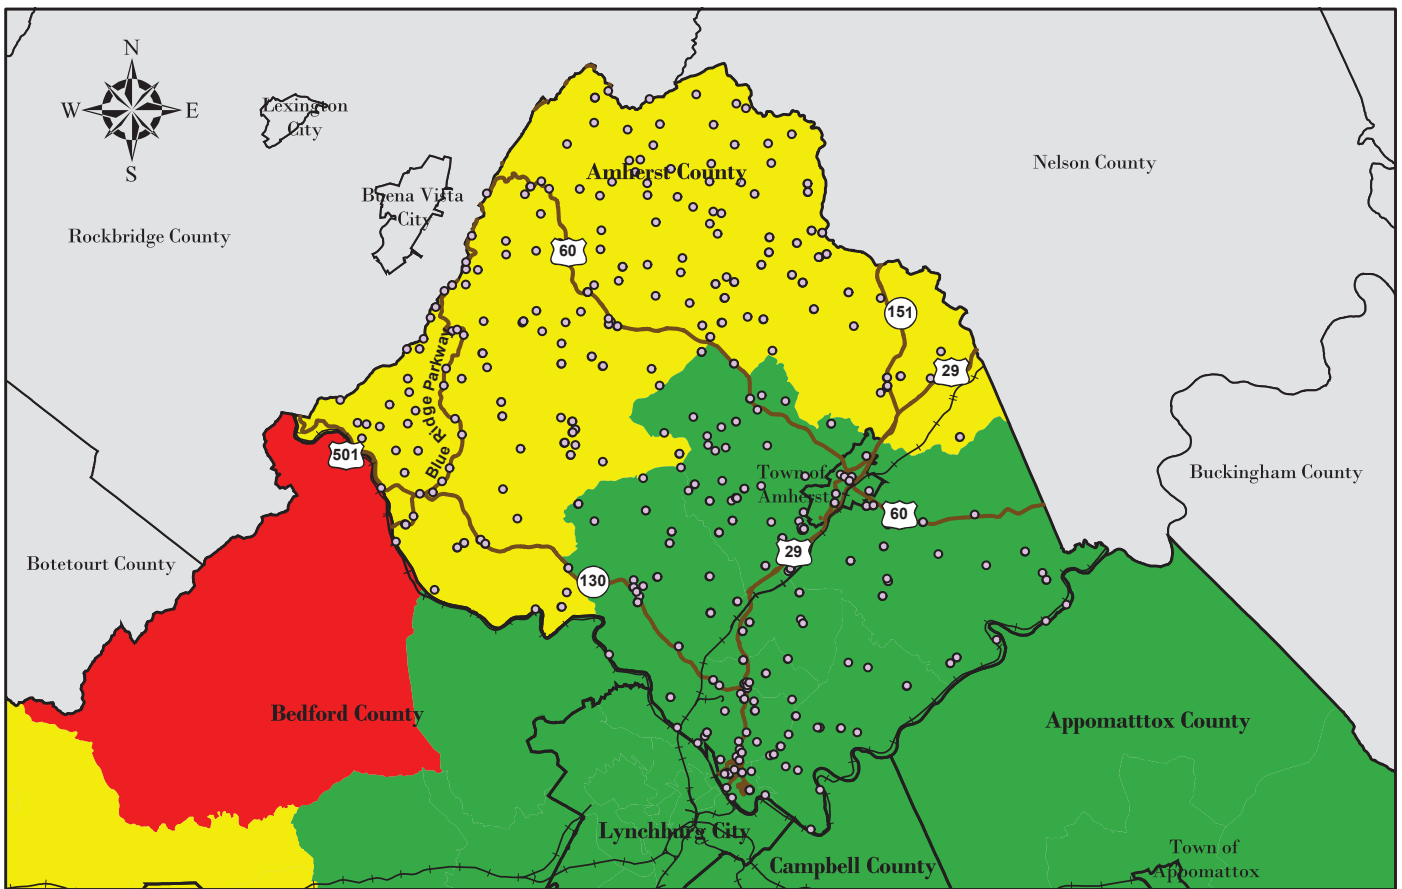 N
W
E
S
Lexington
City
Buena Vista
City
Rockbridge County
Amherst County
Nelson County
60
151
29
Blue Ridge Parkway
501
Town of
Amherst
60
29
130
Buckingham County
Botetourt County
Bedford County
Appomatttox County
Lynchburg City
Campbell County
Town of
Appomattox